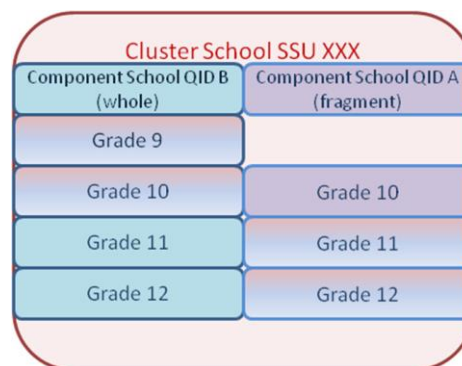 Cluster School SSU XXX
Component School QID B
(whole)
Component School QID A
(fragment)
Grade 9
Grade 10
Grade 10
Grade 11
Grade 11
Grade 12
Grade 12